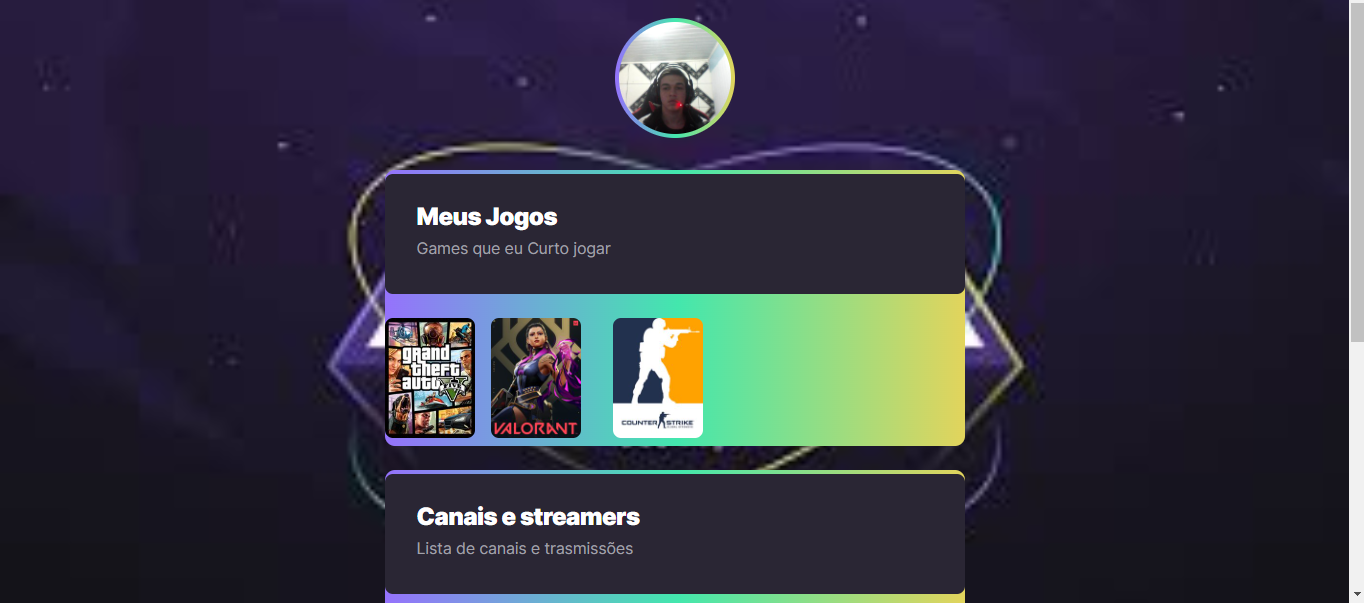 Meus Jogos
Games que eu Curto jogar
grand
theft
auto
V
VALORANT
COUNTER STRIKE
Canais e streamers
Lista de canais e trasmissões